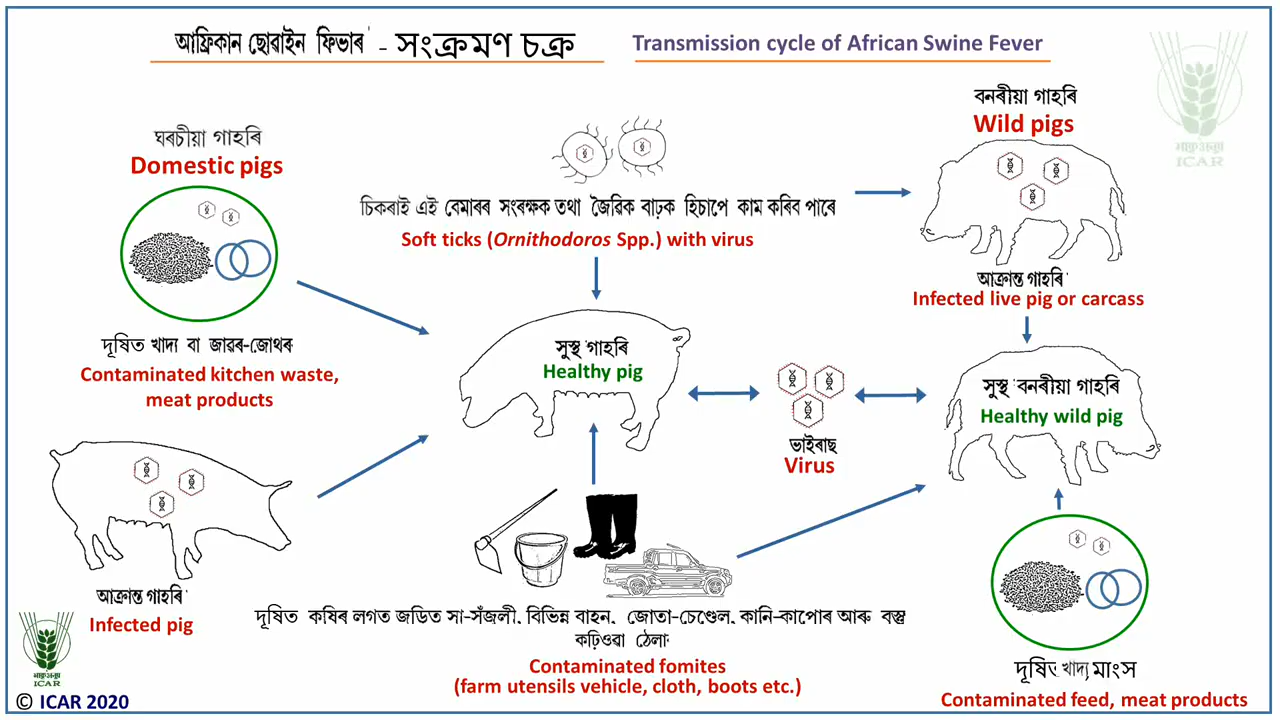 আফ্ৰিকান ছোৱাইন ফিভাৰ - সংক্ৰমণ চক্ৰ
Transmission cycle of African Swine Fever
ভাকৃঅনুপ
ICAR
বনৰীয়া গাহৰি
Wild pigs
ঘৰচীয়া গাহৰি
Domestic pigs
চিকৰাই এই বেমাৰৰ সংৰক্ষক তথা জৈৱিক বাঢ়ক হিচাপে কাম কৰিব পাৰে
Soft ticks (Ornithodoros Spp.) with virus
আক্ৰান্ত গাহৰি
Infected live pig or carcass
দূষিত খাদ্য বা জাৱৰ-জোথৰ
Contaminated kitchen waste,
meat products
সুস্থ গাহৰি
Healthy pig
সুস্থ বনৰীয়া গাহৰি
Healthy wild pig
ভাইৰাছ
Virus
আক্ৰান্ত গাহৰি
Infected pig
দূষিত কৃষিৰ লগত জডিত সা-সঁজলী, বিভিন্ন বাহন, জোতা-চেণ্ডেল, কানি-কাপোৰ আৰু বস্তু
কঢ়িওৱা ঠেলা
Contaminated fomites
(farm utensils vehicle, cloth, boots etc.)
দূষিত খাদ্য, মাংস
Contaminated feed, meat products
ICAR
© ICAR 2020